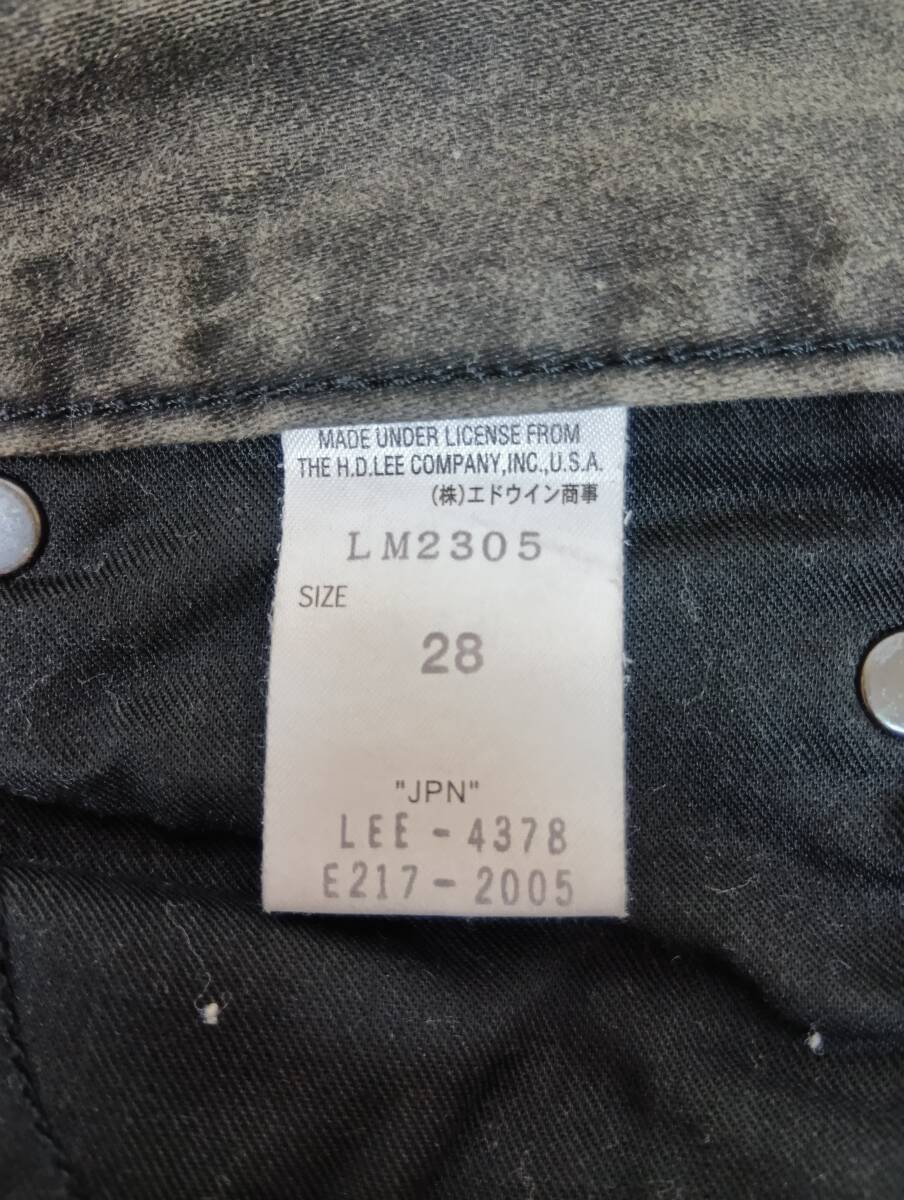 MADE UNDER LICENSE FROM
THE H.D.LEE COMPANY,INC.,U.S.A.
(株)エドウイン商事
LM2305
SIZE
28
"JPN"
LEE-4378
E217-2005